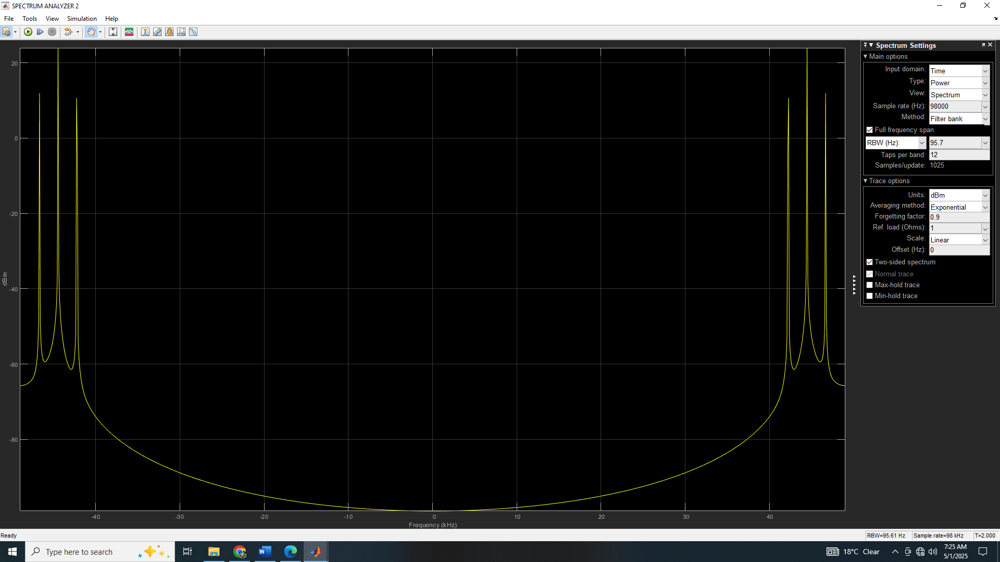 SPECTRUM ANALYZER 2
File Tools View Simulation Help
20
0
-20
-40
-60
-80
dBm
-40 -30 -20 -10 0 10 20 30 40
Frequency (kHz)
Spectrum Settings
Main options
Input domain: Time
Type: Power
View: Spectrum
Sample rate (Hz): 98000
Method: Filter bank
Full frequency span
RBW (Hz): 95.7
Taps per band: 12
Samples/update: 1025
Trace options
Units: dBm
Averaging method: Exponential
Forgetting factor: 0.9
Ref. load (Ohms): 1
Scale: Linear
Offset (Hz): 0
Two-sided spectrum
Normal trace
Max-hold trace
Min-hold trace
Ready
RBW=95.61 Hz Sample rate=98 kHz T=2.000
Type here to search
18°C Clear
7:25 AM
5/1/2025